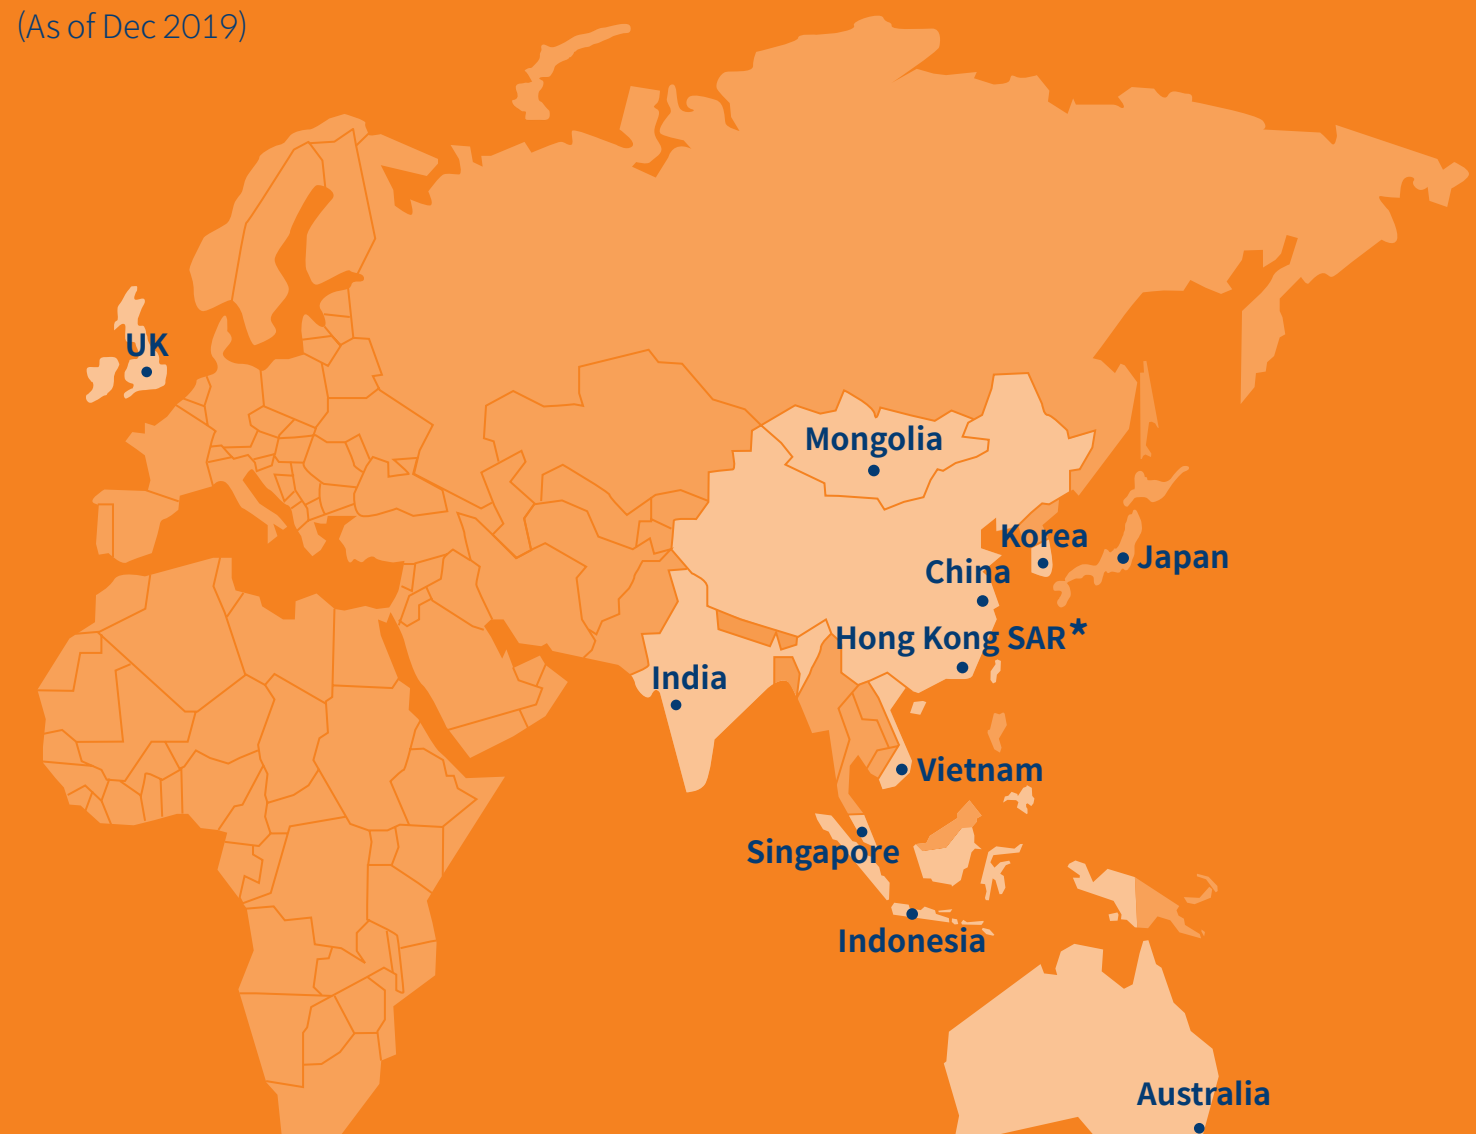 (As of Dec 2019)
UK
Mongolia
Korea
Japan
China
Hong Kong SAR*
India
Vietnam
Singapore
Indonesia
Australia